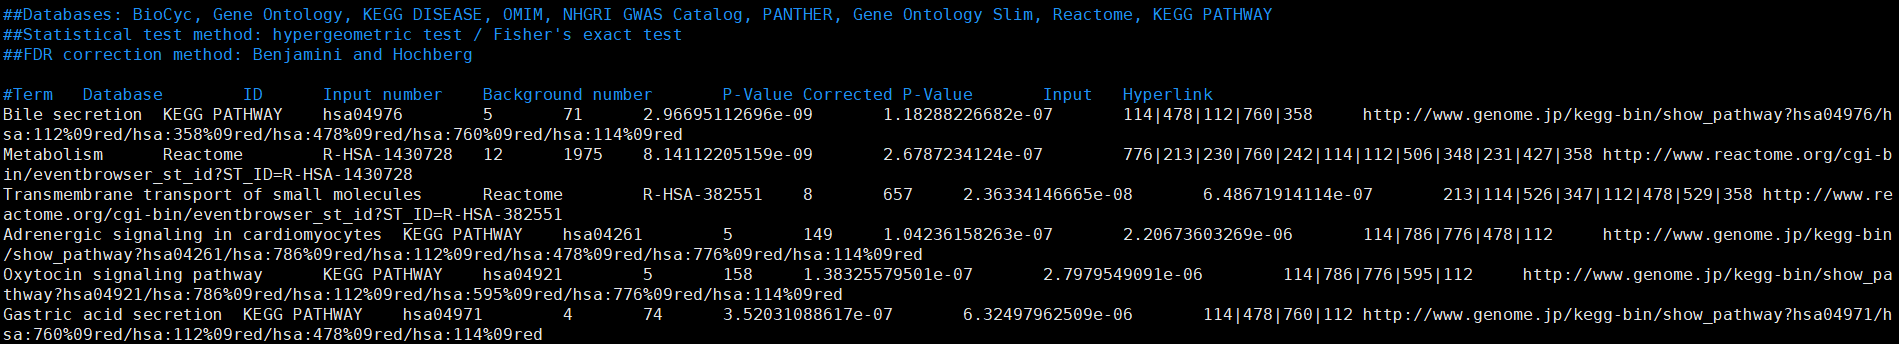 ##Databases: BioCyc, Gene Ontology, KEGG DISEASE, OMIM, NHGRI GWAS Catalog, PANTHER, Gene Ontology Slim, Reactome, KEGG PATHWAY
##Statistical test method: hypergeometric test / Fisher's exact test
##FDR correction method: Benjamini and Hochberg
#Term Database ID Input number Background number P-Value Corrected P-Value Input Hyperlink
Bile secretion KEGG PATHWAY hsa04976 5 71 2.96695112696e-09 1.18288226682e-07 114|478|112|760|358 http://www.genome.jp/kegg-bin/show_pathway?hsa04976/h
sa:112%09red/hsa:358%09red/hsa:478%09red/hsa:760%09red/hsa:114%09red
Metabolism Reactome R-HSA-1430728 12 1975 8.14112205159e-09 2.6787234124e-07 776|213|230|760|242|114|112|506|348|231|427|358 http://www.reactome.org/cgi-b
in/eventbrowser_st_id?ST_ID=R-HSA-1430728
Transmembrane transport of small molecules Reactome R-HSA-382551 8 657 2.36334146665e-08 6.48671914114e-07 213|114|526|347|112|478|529|358 http://www.re
actome.org/cgi-bin/eventbrowser_st_id?ST_ID=R-HSA-382551
Adrenergic signaling in cardiomyocytes KEGG PATHWAY hsa04261 5 149 1.04236158263e-07 2.20673603269e-06 114|786|776|478|112 http://www.genome.jp/kegg-bin
/show_pathway?hsa04261/hsa:786%09red/hsa:112%09red/hsa:478%09red/hsa:776%09red/hsa:114%09red
Oxytocin signaling pathway KEGG PATHWAY hsa04921 5 158 1.38325579501e-07 2.7979549091e-06 114|786|776|595|112 http://www.genome.jp/kegg-bin/show_pa
thway?hsa04921/hsa:786%09red/hsa:112%09red/hsa:595%09red/hsa:776%09red/hsa:114%09red
Gastric acid secretion KEGG PATHWAY hsa04971 4 74 3.52031088617e-07 6.32497962509e-06 114|478|760|112 http://www.genome.jp/kegg-bin/show_pathway?hsa04971/h
sa:760%09red/hsa:112%09red/hsa:478%09red/hsa:114%09red